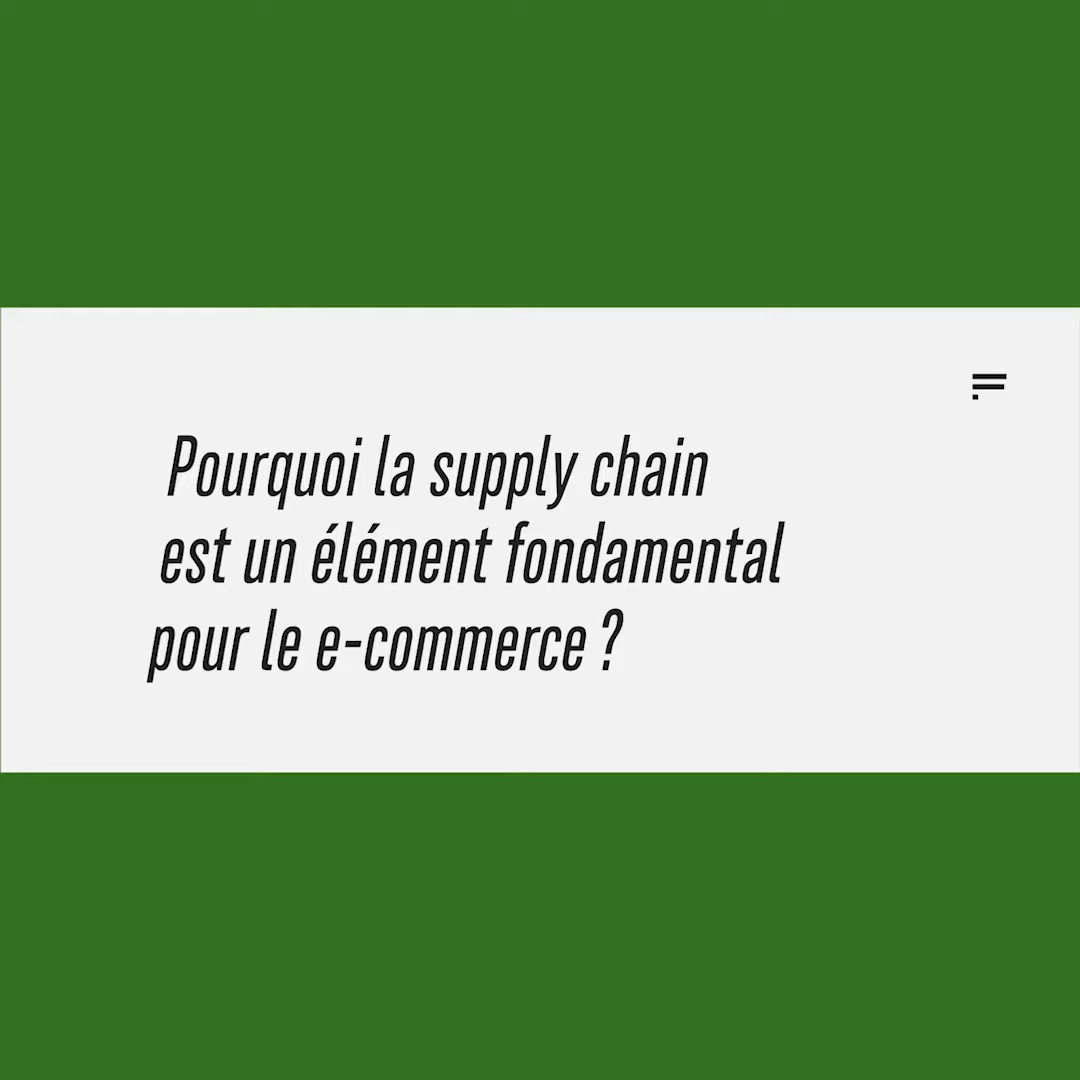 Pourquoi la supply chain
est un élément fondamental
pour le e-commerce ?